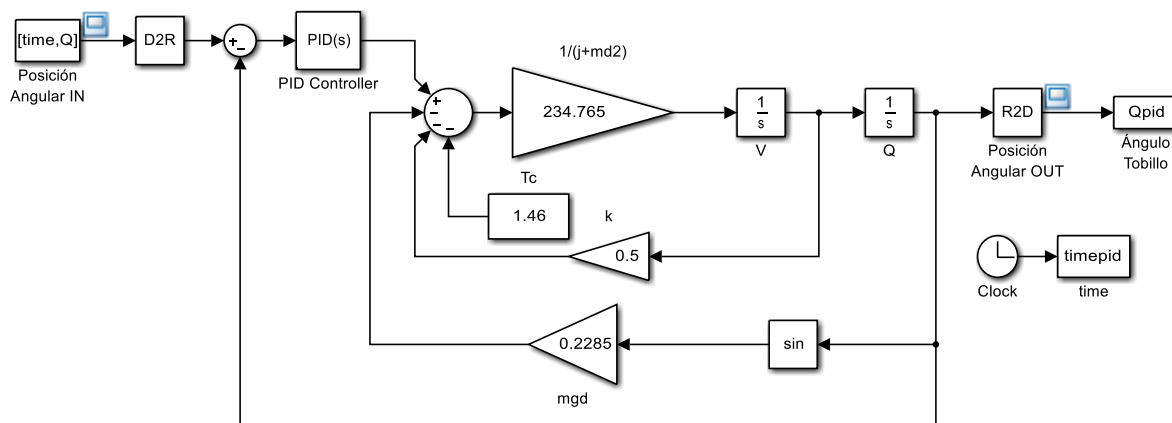 [time,Q]
Posición
Angular IN
D2R
+
−
PID(s)
PID Controller
+
−
−
−
1/(j+md2)
234.765
1
s
V
1
s
Q
R2D
Posición
Angular OUT
Qpid
Ángulo
Tobillo
Tc
1.46
k
0.5
Clock
timepid
time
sin
0.2285
mgd